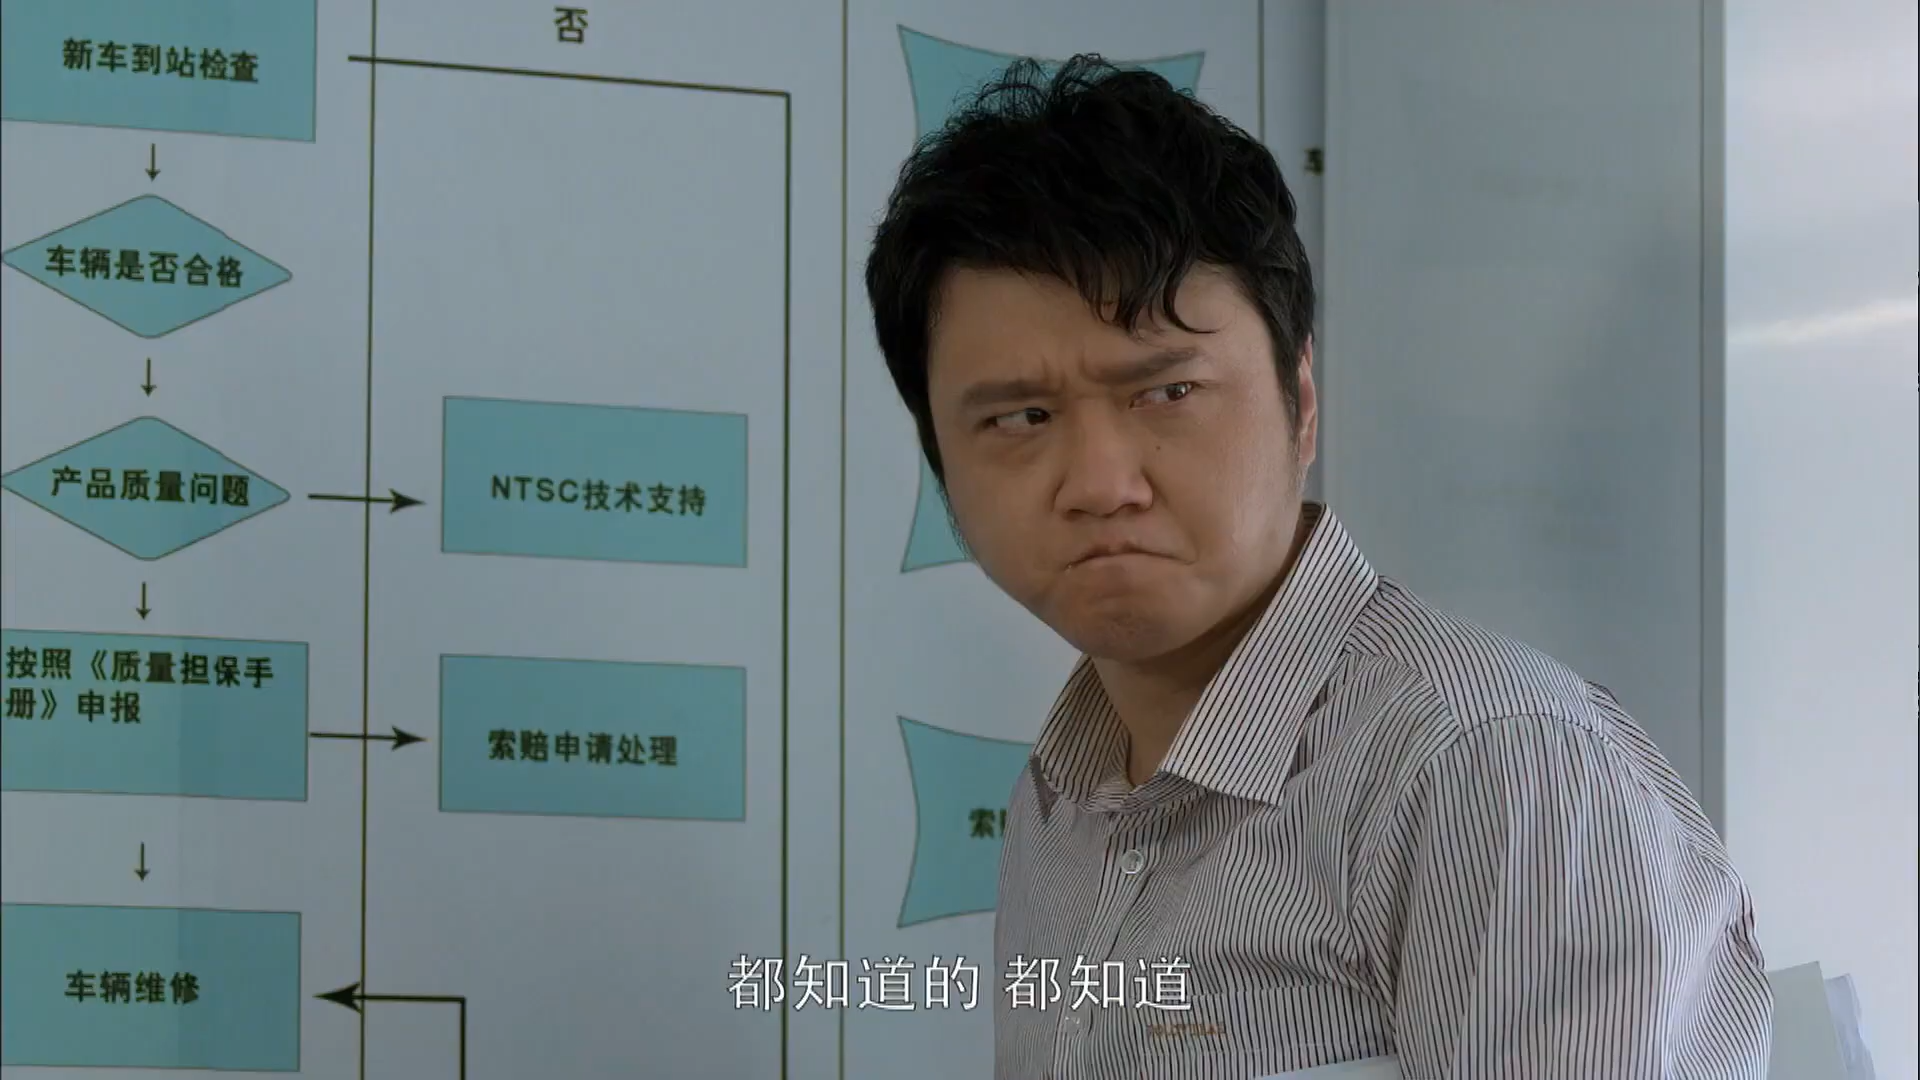 否
新车到站检查
车辆是否合格
产品质量问题
NTSC技术支持
按照《质量担保手
册》申报
索赔申请处理
索
车辆维修
都知道的 都知道